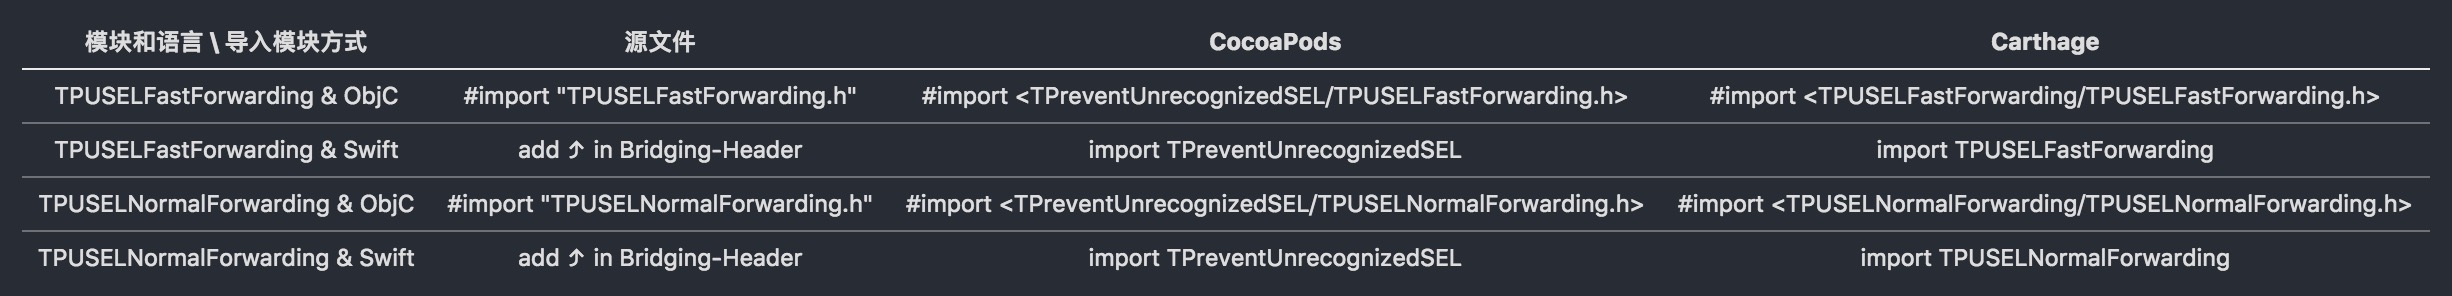 模块和语言 \ 导入模块方式 源文件 CocoaPods Carthage
TPUSELFastForwarding & ObjC #import "TPUSELFastForwarding.h" #import <TPreventUnrecognizedSEL/TPUSELFastForwarding.h> #import <TPUSELFastForwarding/TPUSELFastForwarding.h>
TPUSELFastForwarding & Swift add ⤴ in Bridging-Header import TPreventUnrecognizedSEL import TPUSELFastForwarding
TPUSELNormalForwarding & ObjC #import "TPUSELNormalForwarding.h" #import <TPreventUnrecognizedSEL/TPUSELNormalForwarding.h> #import <TPUSELNormalForwarding/TPUSELNormalForwarding.h>
TPUSELNormalForwarding & Swift add ⤴ in Bridging-Header import TPreventUnrecognizedSEL import TPUSELNormalForwarding